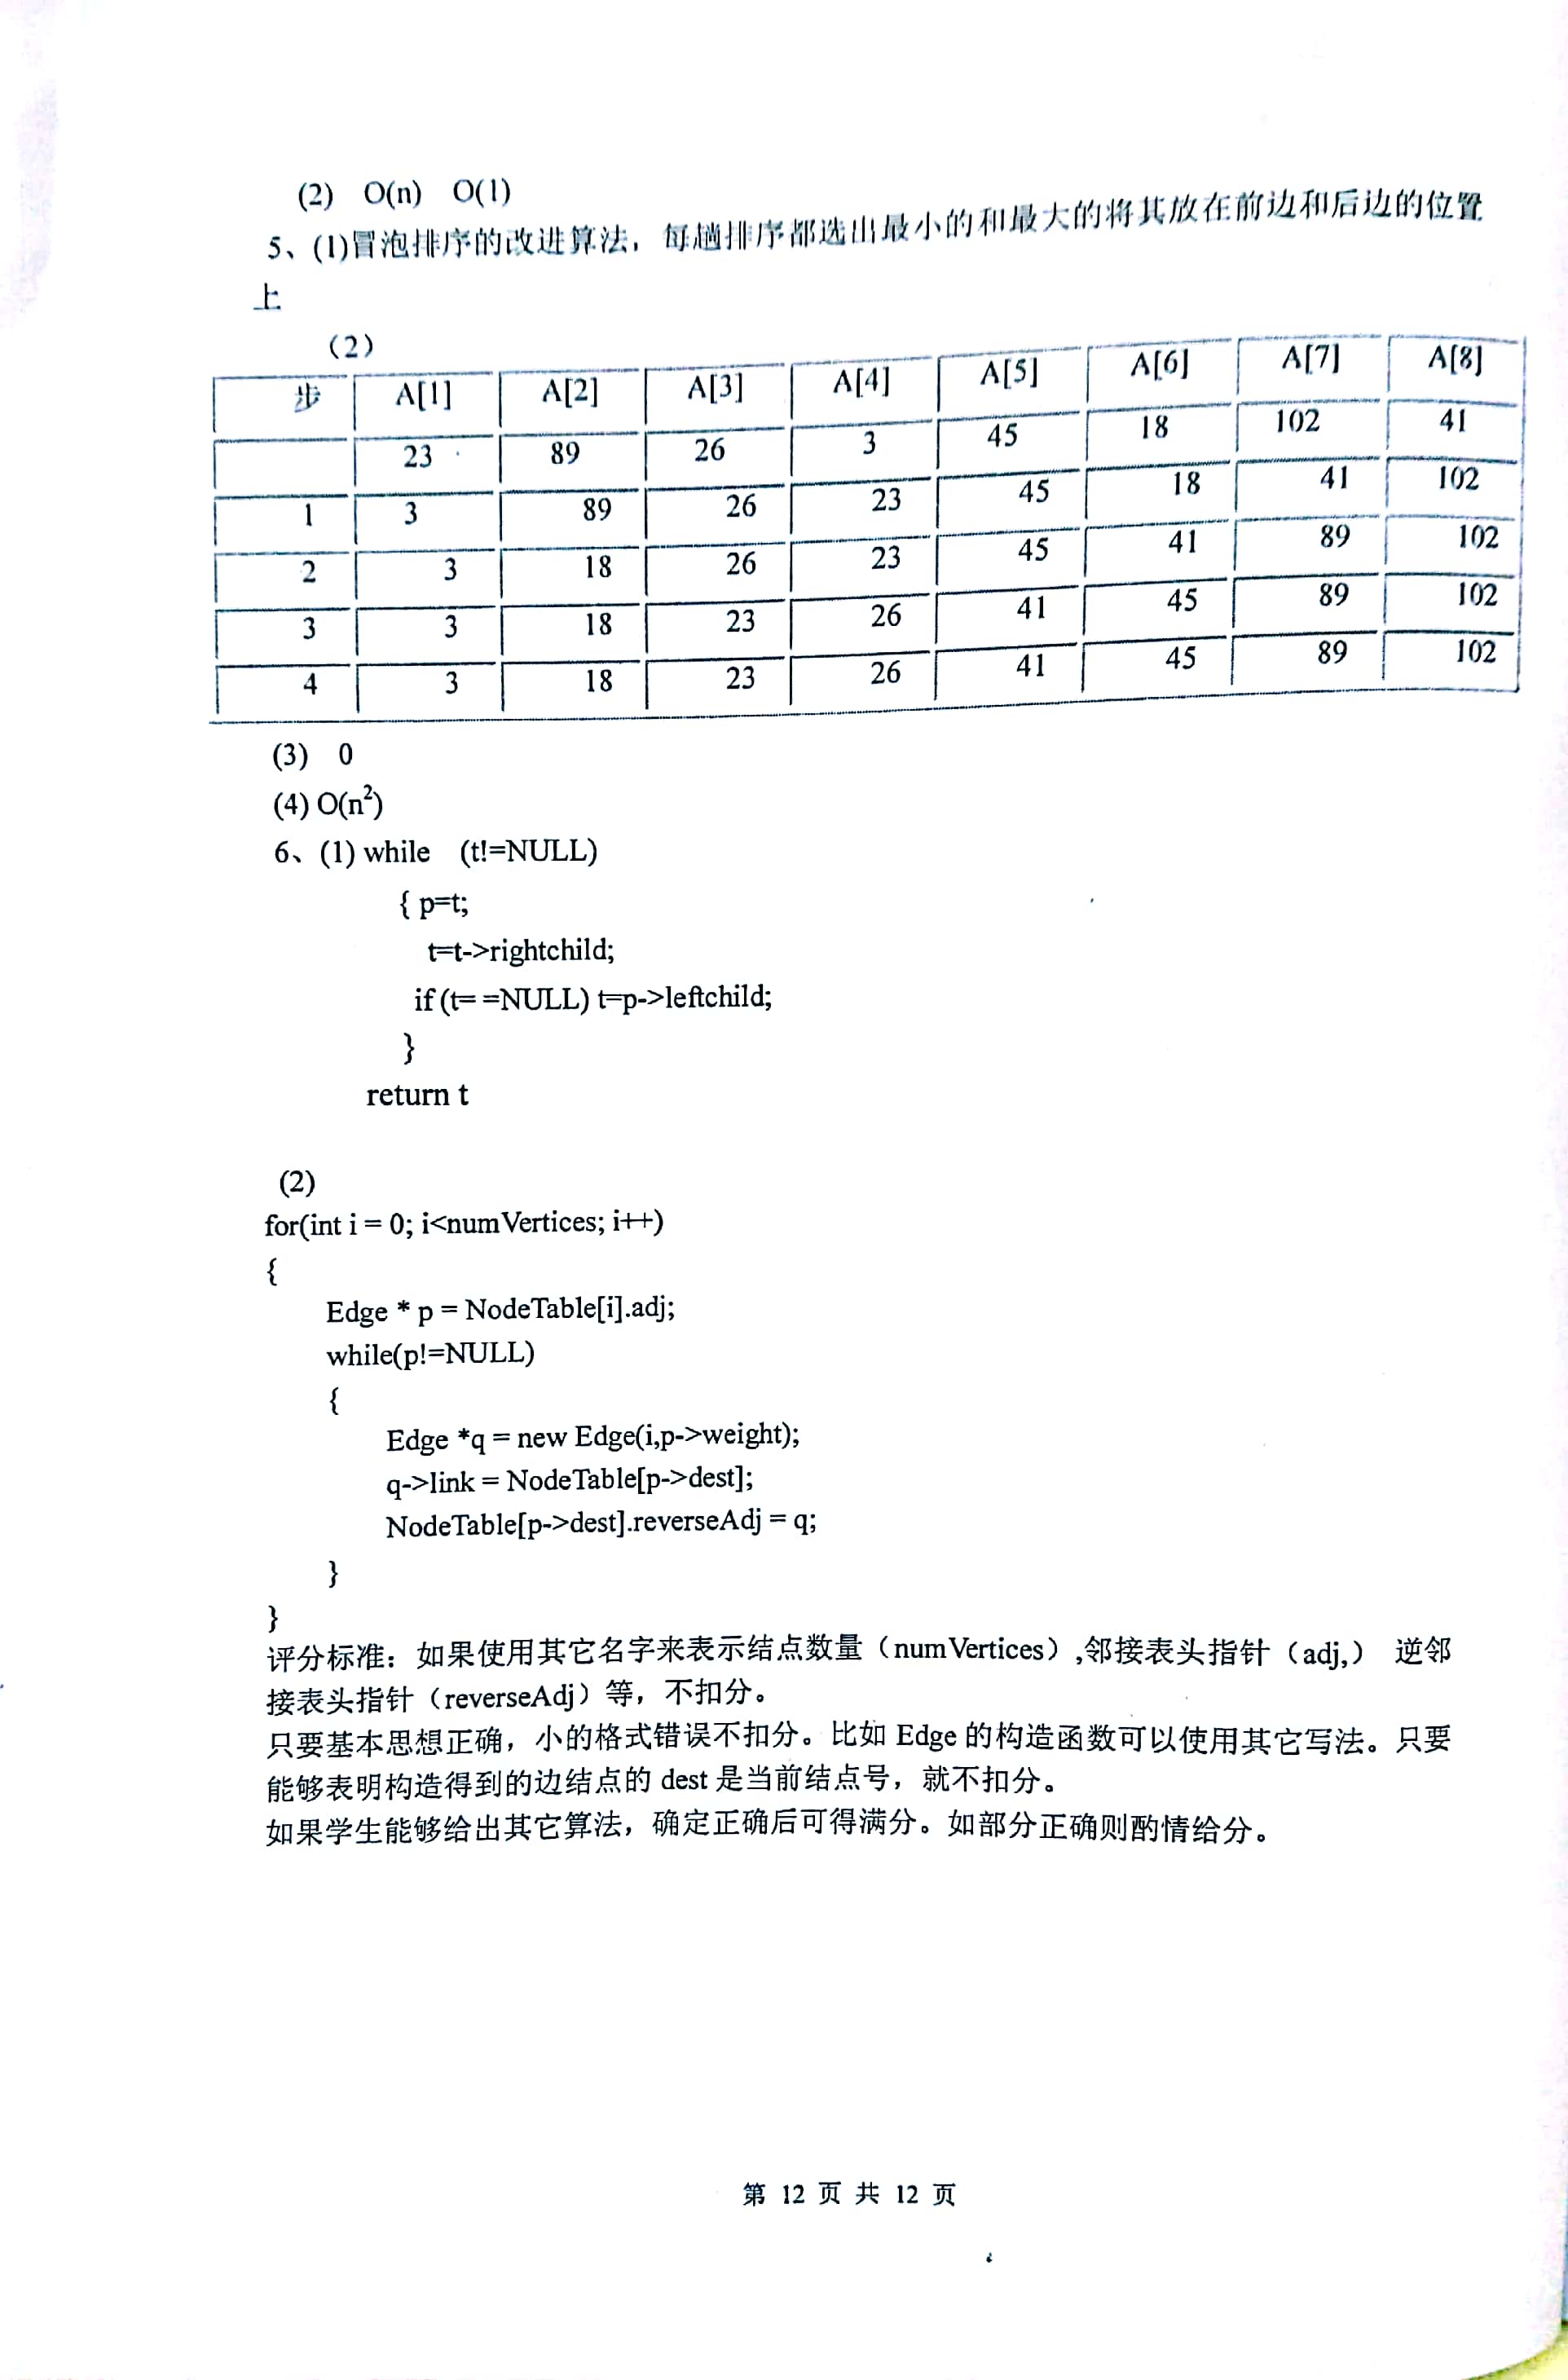 (2) O(n) O(1)
5、(1)冒泡排序的改进算法，每趟排序都选出最小的和最大的将其放在前边和后边的位置
上
（2）
步 A[1] A[2] A[3] A[4] A[5] A[6] A[7] A[8]
23 89 26 3 45 18 102 41
1 3 89 26 23 45 18 41 102
2 3 18 26 23 45 41 89 102
3 3 18 23 26 41 45 89 102
4 3 18 23 26 41 45 89 102
(3) 0
(4) O(n²)
6、(1) while (t!=NULL)
{ p=t;
t=t->rightchild;
if (t= =NULL) t=p->leftchild;
}
return t
(2)
for(int i = 0; i<numVertices; i++)
{
Edge * p = NodeTable[i].adj;
while(p!=NULL)
{
Edge *q = new Edge(i,p->weight);
q->link = NodeTable[p->dest];
NodeTable[p->dest].reverseAdj = q;
}
}
评分标准：如果使用其它名字来表示结点数量（numVertices）,邻接表头指针（adj,） 逆邻
接表头指针（reverseAdj）等，不扣分。
只要基本思想正确，小的格式错误不扣分。比如 Edge 的构造函数可以使用其它写法。只要
能够表明构造得到的边结点的 dest 是当前结点号，就不扣分。
如果学生能够给出其它算法，确定正确后可得满分。如部分正确则酌情给分。
第 12 页 共 12 页